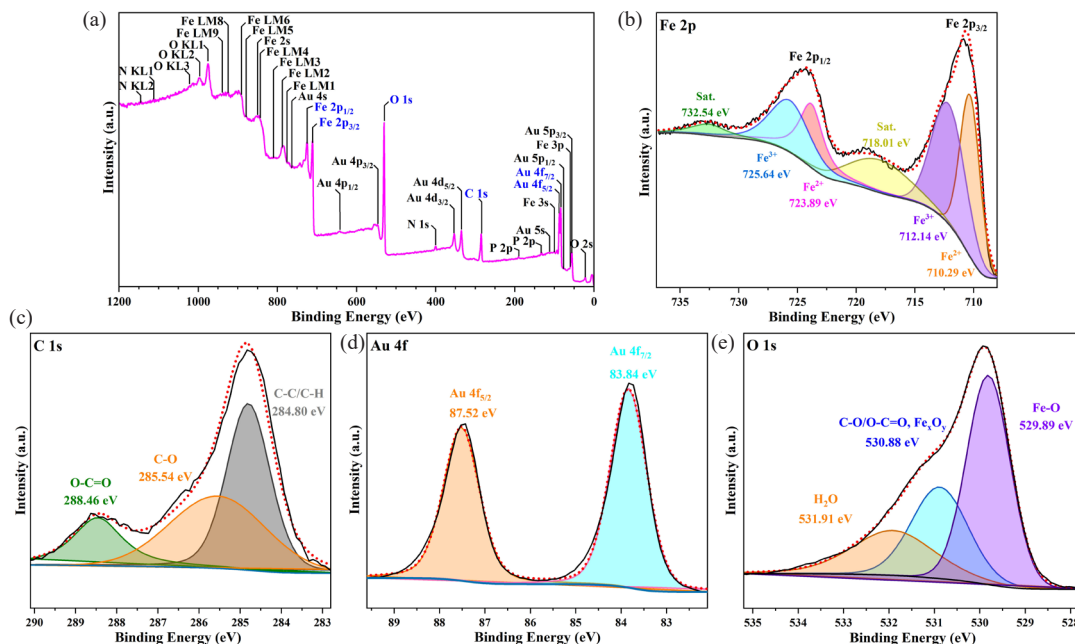 (a)
Fe LM8
Fe LM9
O KL1
O KL2
O KL3
N KL1
N KL2
Fe LM6
Fe LM5
Fe 2s
Fe LM4
Fe LM3
Fe LM2
Fe LM1
Au 4s
Fe 2p1/2
Fe 2p3/2
Au 4p1/2
Au 4p3/2
O 1s
N 1s
Au 4d3/2
Au 4d5/2
C 1s
P 2p
P 2p
Au 5s
Fe 3s
Au 4f5/2
Au 4f7/2
Au 5p1/2
Fe 3p
Au 5p3/2
O 2s
Intensity (a.u.)
1200 1000 800 600 400 200 0
Binding Energy (eV)
(b)
Fe 2p
Fe 2p1/2
Fe 2p3/2
Sat.
732.54 eV
Fe3+
725.64 eV
Fe2+
723.89 eV
Sat.
718.01 eV
Fe3+
712.14 eV
Fe2+
710.29 eV
Intensity (a.u.)
737 732 727 722 717 712
Binding Energy (eV)
(c)
C 1s
C-C/C-H
284.80 eV
C-O
285.54 eV
O-C=O
288.46 eV
Intensity (a.u.)
290 289 288 287 286 285 284 283
Binding Energy (eV)
(d)
Au 4f
Au 4f5/2
87.52 eV
Au 4f7/2
83.84 eV
Intensity (a.u.)
89 88 87 86 85 84 83
Binding Energy (eV)
(e)
O 1s
Fe-O
529.89 eV
C-O/O-C=O, FexOy
530.88 eV
H2O
531.91 eV
Intensity (a.u.)
535 534 533 532 531 530 529 528
Binding Energy (eV)